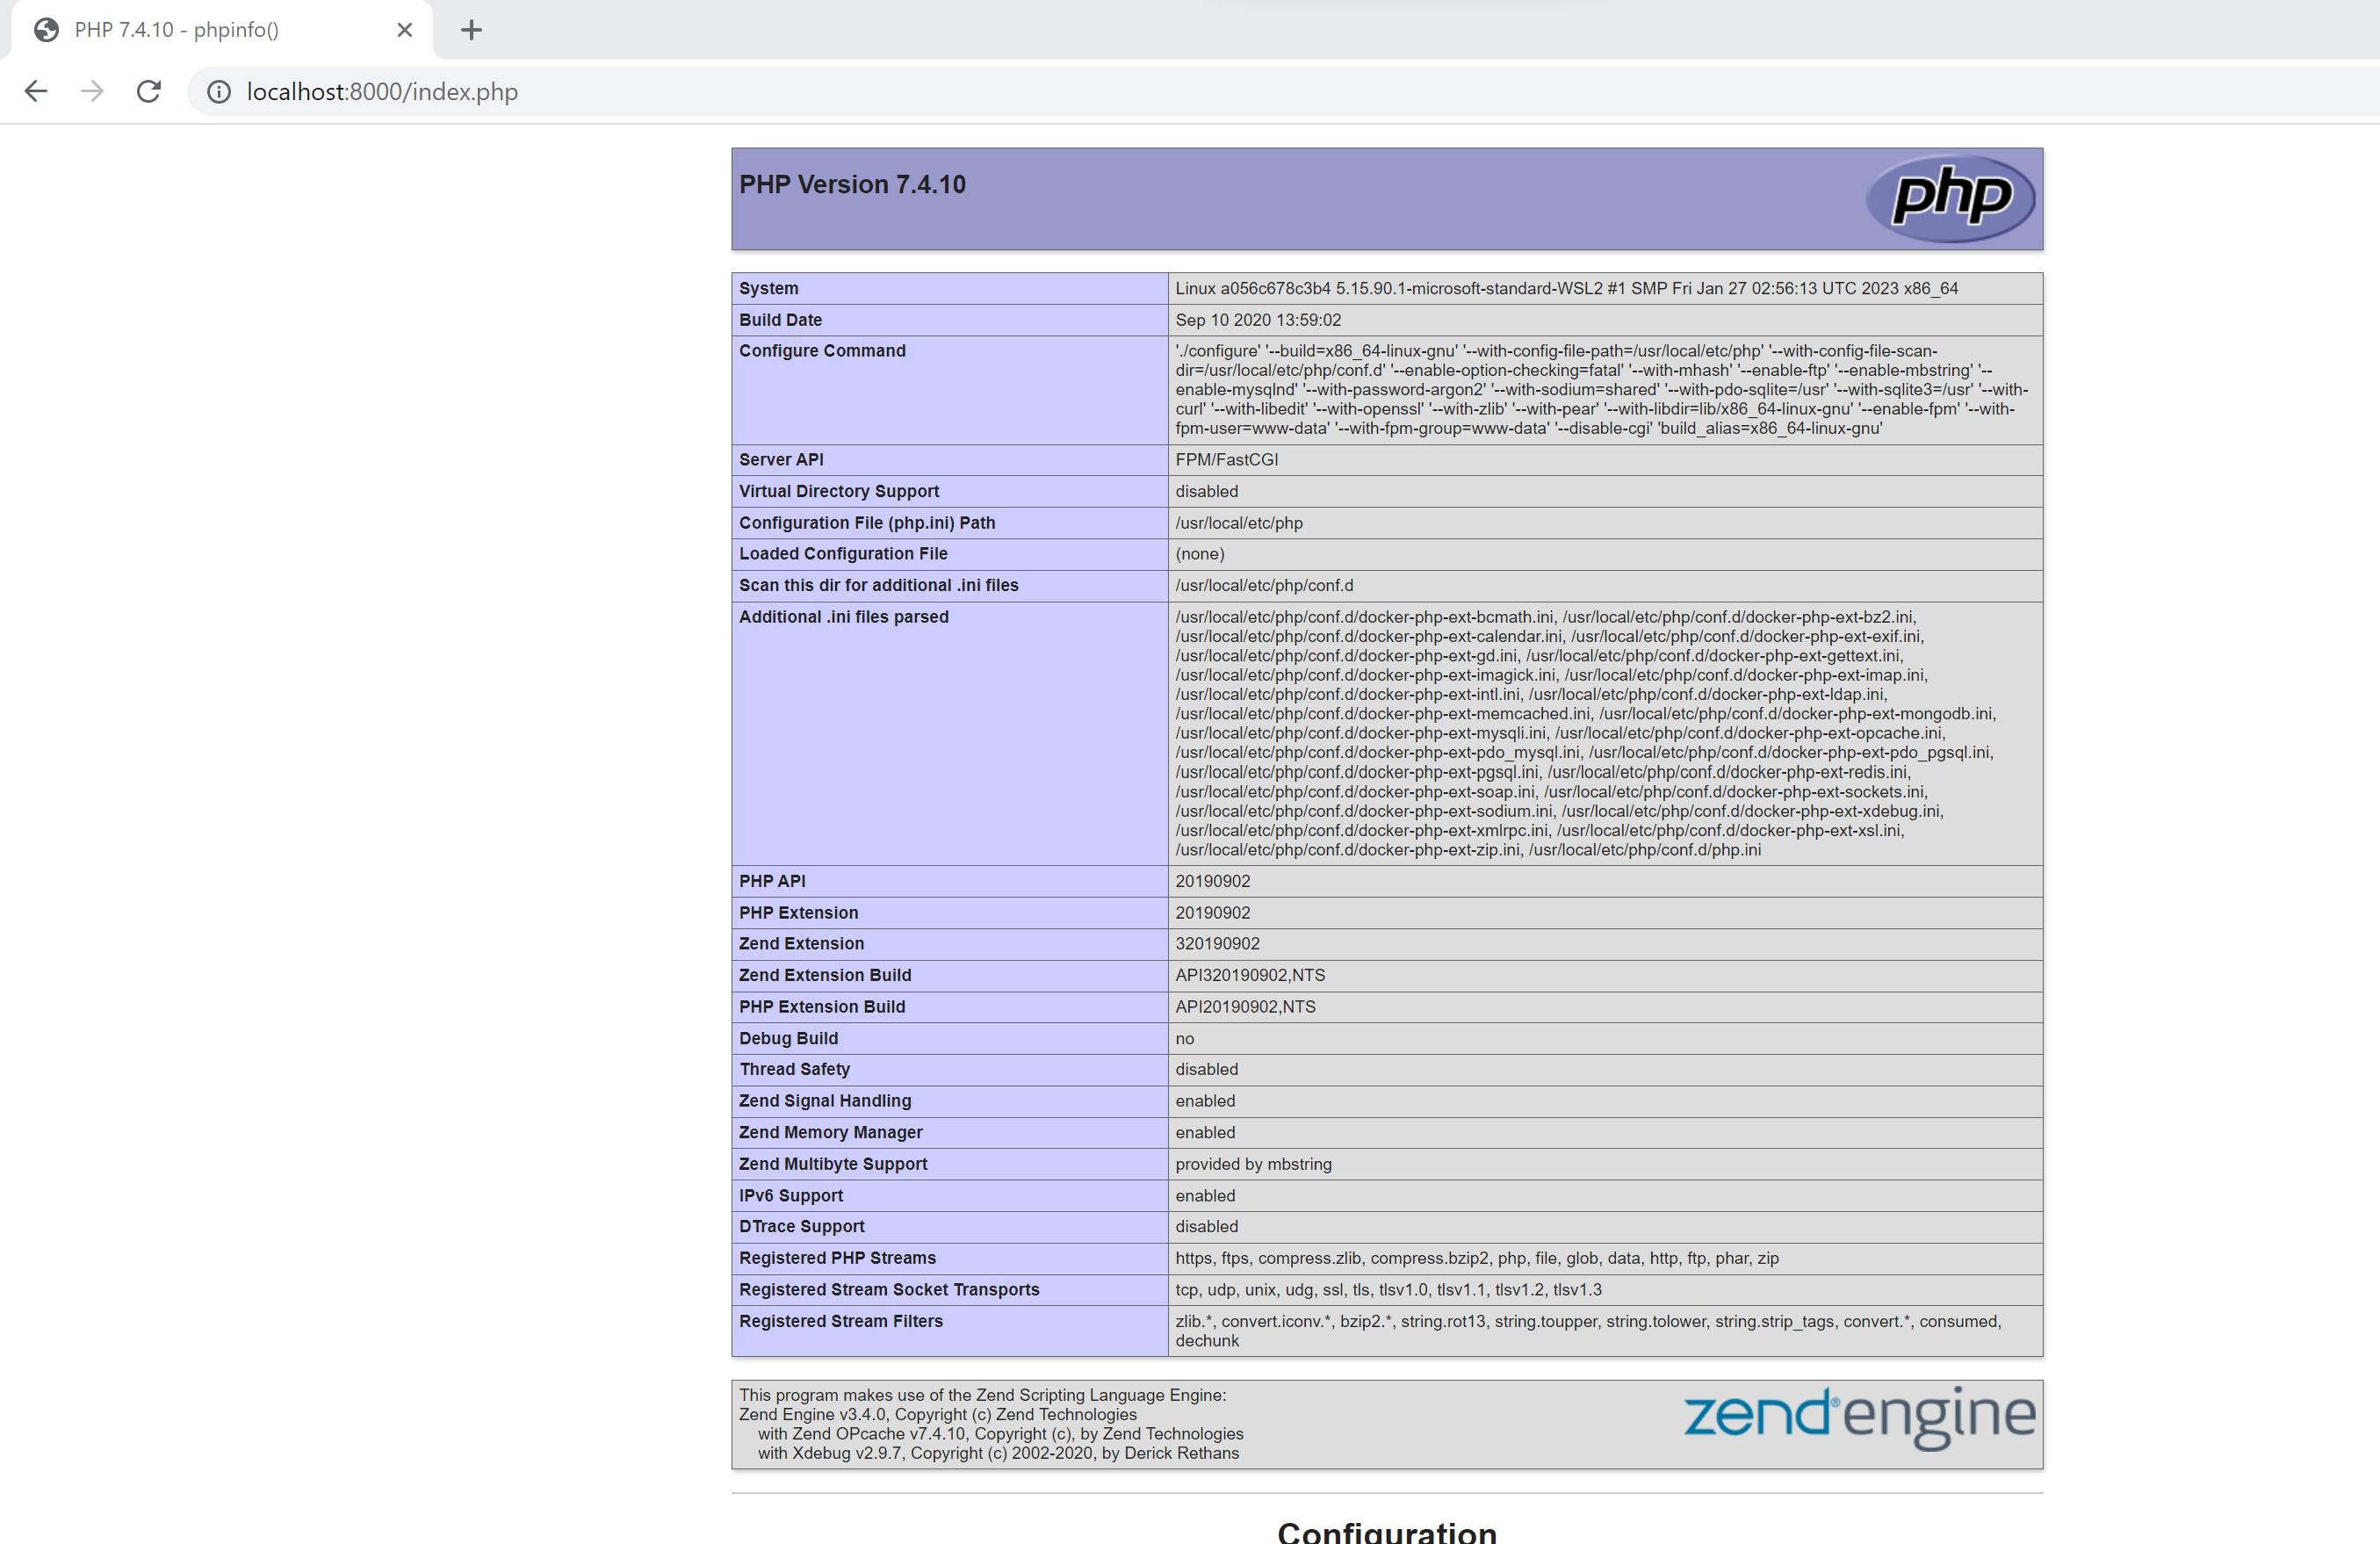 PHP 7.4.10 - phpinfo()
localhost:8000/index.php
PHP Version 7.4.10
php
System
Linux a056c678c3b4 5.15.90.1-microsoft-standard-WSL2 #1 SMP Fri Jan 27 02:56:13 UTC 2023 x86_64
Build Date
Sep 10 2020 13:59:02
Configure Command
'./configure' '--build=x86_64-linux-gnu' '--with-config-file-path=/usr/local/etc/php' '--with-config-file-scan-
dir=/usr/local/etc/php/conf.d' '--enable-option-checking=fatal' '--with-mhash' '--enable-ftp' '--enable-mbstring' '--
enable-mysqlnd' '--with-password-argon2' '--with-sodium=shared' '--with-pdo-sqlite=/usr' '--with-sqlite3=/usr' '--with-
curl' '--with-libedit' '--with-openssl' '--with-zlib' '--with-pear' '--with-libdir=lib/x86_64-linux-gnu' '--enable-fpm' '--with-
fpm-user=www-data' '--with-fpm-group=www-data' '--disable-cgi' 'build_alias=x86_64-linux-gnu'
Server API
FPM/FastCGI
Virtual Directory Support
disabled
Configuration File (php.ini) Path
/usr/local/etc/php
Loaded Configuration File
(none)
Scan this dir for additional .ini files
/usr/local/etc/php/conf.d
Additional .ini files parsed
/usr/local/etc/php/conf.d/docker-php-ext-bcmath.ini, /usr/local/etc/php/conf.d/docker-php-ext-bz2.ini,
/usr/local/etc/php/conf.d/docker-php-ext-calendar.ini, /usr/local/etc/php/conf.d/docker-php-ext-exif.ini,
/usr/local/etc/php/conf.d/docker-php-ext-gd.ini, /usr/local/etc/php/conf.d/docker-php-ext-gettext.ini,
/usr/local/etc/php/conf.d/docker-php-ext-imagick.ini, /usr/local/etc/php/conf.d/docker-php-ext-imap.ini,
/usr/local/etc/php/conf.d/docker-php-ext-intl.ini, /usr/local/etc/php/conf.d/docker-php-ext-ldap.ini,
/usr/local/etc/php/conf.d/docker-php-ext-memcached.ini, /usr/local/etc/php/conf.d/docker-php-ext-mongodb.ini,
/usr/local/etc/php/conf.d/docker-php-ext-mysqli.ini, /usr/local/etc/php/conf.d/docker-php-ext-opcache.ini,
/usr/local/etc/php/conf.d/docker-php-ext-pdo_mysql.ini, /usr/local/etc/php/conf.d/docker-php-ext-pdo_pgsql.ini,
/usr/local/etc/php/conf.d/docker-php-ext-pgsql.ini, /usr/local/etc/php/conf.d/docker-php-ext-redis.ini,
/usr/local/etc/php/conf.d/docker-php-ext-soap.ini, /usr/local/etc/php/conf.d/docker-php-ext-sockets.ini,
/usr/local/etc/php/conf.d/docker-php-ext-sodium.ini, /usr/local/etc/php/conf.d/docker-php-ext-xdebug.ini,
/usr/local/etc/php/conf.d/docker-php-ext-xmlrpc.ini, /usr/local/etc/php/conf.d/docker-php-ext-xsl.ini,
/usr/local/etc/php/conf.d/docker-php-ext-zip.ini, /usr/local/etc/php/conf.d/php.ini
PHP API
20190902
PHP Extension
20190902
Zend Extension
320190902
Zend Extension Build
API320190902,NTS
PHP Extension Build
API20190902,NTS
Debug Build
no
Thread Safety
disabled
Zend Signal Handling
enabled
Zend Memory Manager
enabled
Zend Multibyte Support
provided by mbstring
IPv6 Support
enabled
DTrace Support
disabled
Registered PHP Streams
https, ftps, compress.zlib, compress.bzip2, php, file, glob, data, http, ftp, phar, zip
Registered Stream Socket Transports
tcp, udp, unix, udg, ssl, tls, tlsv1.0, tlsv1.1, tlsv1.2, tlsv1.3
Registered Stream Filters
zlib.*, convert.iconv.*, bzip2.*, string.rot13, string.toupper, string.tolower, string.strip_tags, convert.*, consumed,
dechunk
This program makes use of the Zend Scripting Language Engine:
Zend Engine v3.4.0, Copyright (c) Zend Technologies
with Zend OPcache v7.4.10, Copyright (c), by Zend Technologies
with Xdebug v2.9.7, Copyright (c) 2002-2020, by Derick Rethans
zend® engine
Configuration